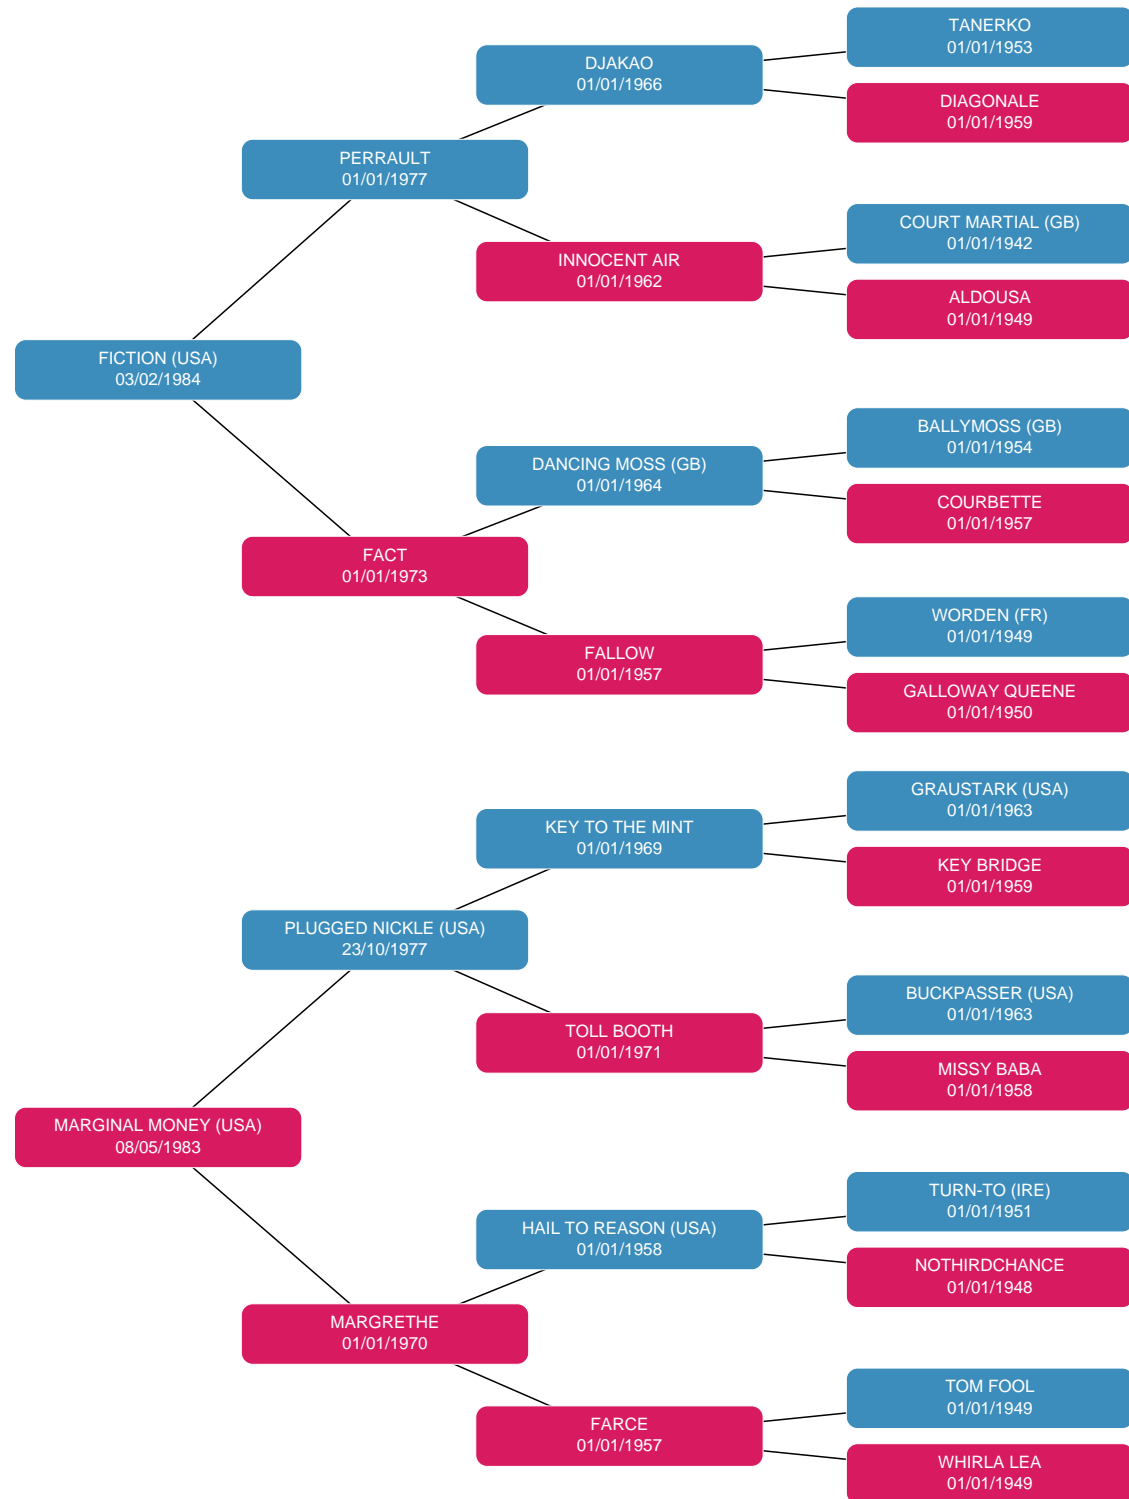 TANERKO
01/01/1953
DJAKAO
01/01/1966
DIAGONALE
01/01/1959
PERRAULT
01/01/1977
COURT MARTIAL (GB)
01/01/1942
INNOCENT AIR
01/01/1962
ALDOUSA
01/01/1949
FICTION (USA)
03/02/1984
BALLYMOSS (GB)
01/01/1954
DANCING MOSS (GB)
01/01/1964
COURBETTE
01/01/1957
FACT
01/01/1973
WORDEN (FR)
01/01/1949
FALLOW
01/01/1957
GALLOWAY QUEENE
01/01/1950
GRAUSTARK (USA)
01/01/1963
KEY TO THE MINT
01/01/1969
KEY BRIDGE
01/01/1959
PLUGGED NICKLE (USA)
23/10/1977
BUCKPASSER (USA)
01/01/1963
TOLL BOOTH
01/01/1971
MISSY BABA
01/01/1958
MARGINAL MONEY (USA)
08/05/1983
TURN-TO (IRE)
01/01/1951
HAIL TO REASON (USA)
01/01/1958
NOTHIRDCHANCE
01/01/1948
MARGRETHE
01/01/1970
TOM FOOL
01/01/1949
FARCE
01/01/1957
WHIRLA LEA
01/01/1949